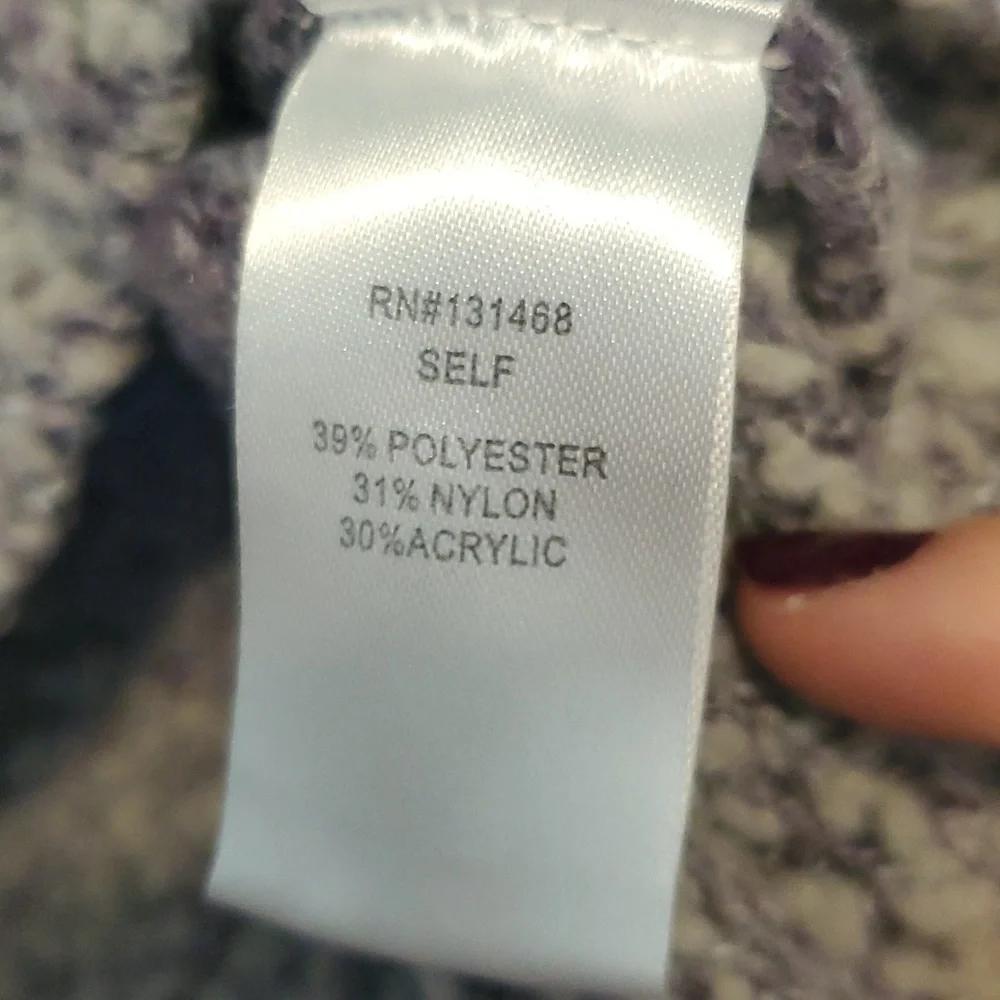 RN#131468
SELF
39% POLYESTER
31% NYLON
30%ACRYLIC